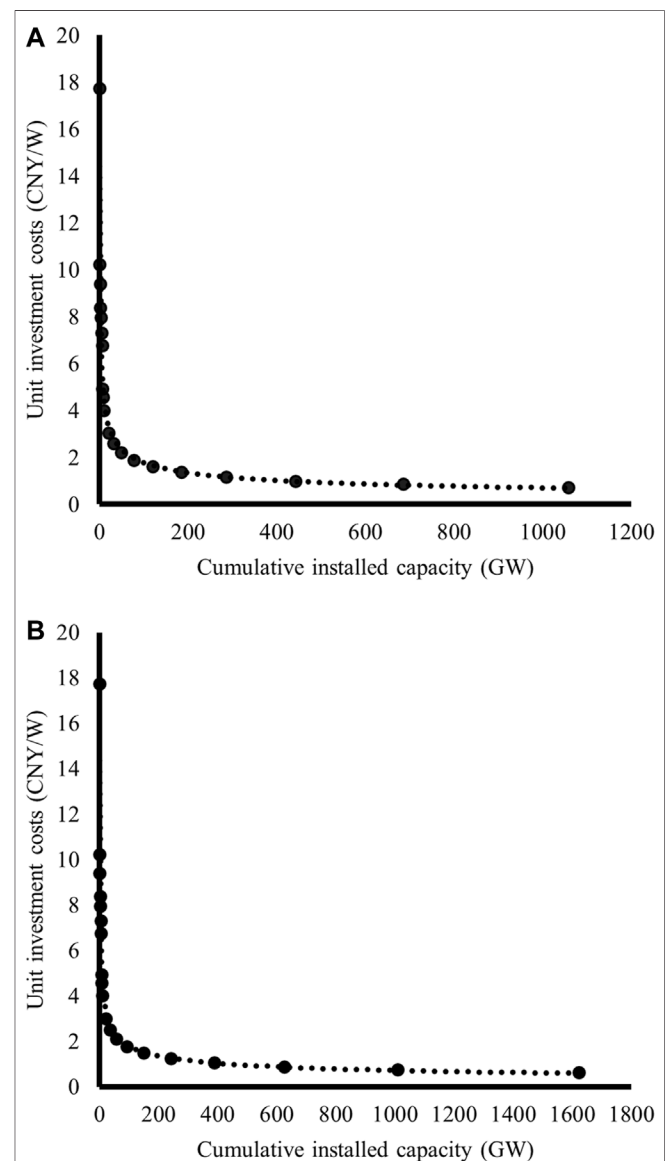 A
20
18
16
14
12
10
8
6
4
2
0
Unit investment costs (CNY/W)
0 200 400 600 800 1000 1200
Cumulative installed capacity (GW)
B
20
18
16
14
12
10
8
6
4
2
0
Unit investment costs (CNY/W)
0 200 400 600 800 1000 1200 1400 1600 1800
Cumulative installed capacity (GW)